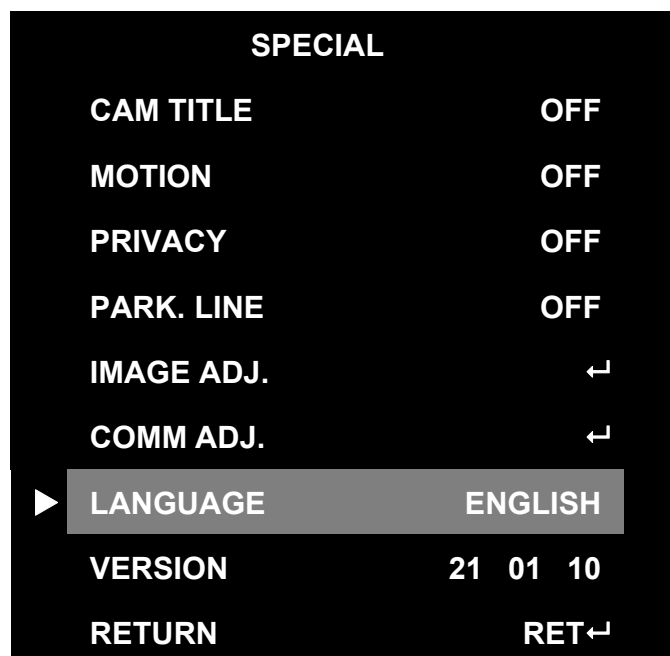 SPECIAL
CAM TITLE OFF
MOTION OFF
PRIVACY OFF
PARK. LINE OFF
IMAGE ADJ. ↵
COMM ADJ. ↵
LANGUAGE ENGLISH
VERSION 21 01 10
RETURN RET↵